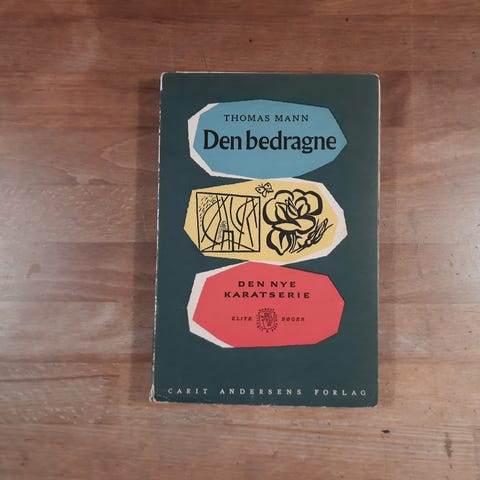 THOMAS MANN
Den bedragne
DEN NYE
KARATSERIE
ELITE BØGER
CARIT ANDERSENS FORLAG